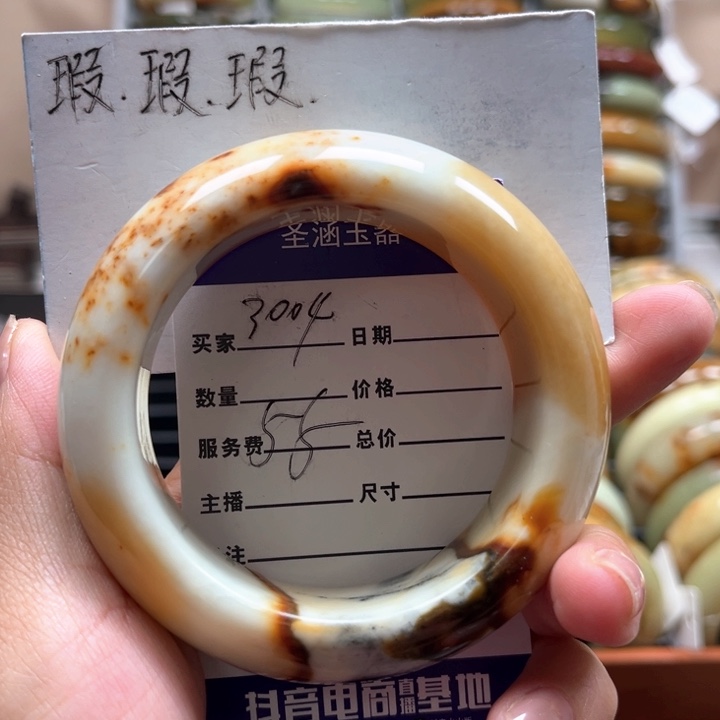 瑕.瑕.瑕.
圣涵玉器
买家 3004 日期
数量 价格
服务费 58 总价
主播 尺寸
注
抖音电商直播基地